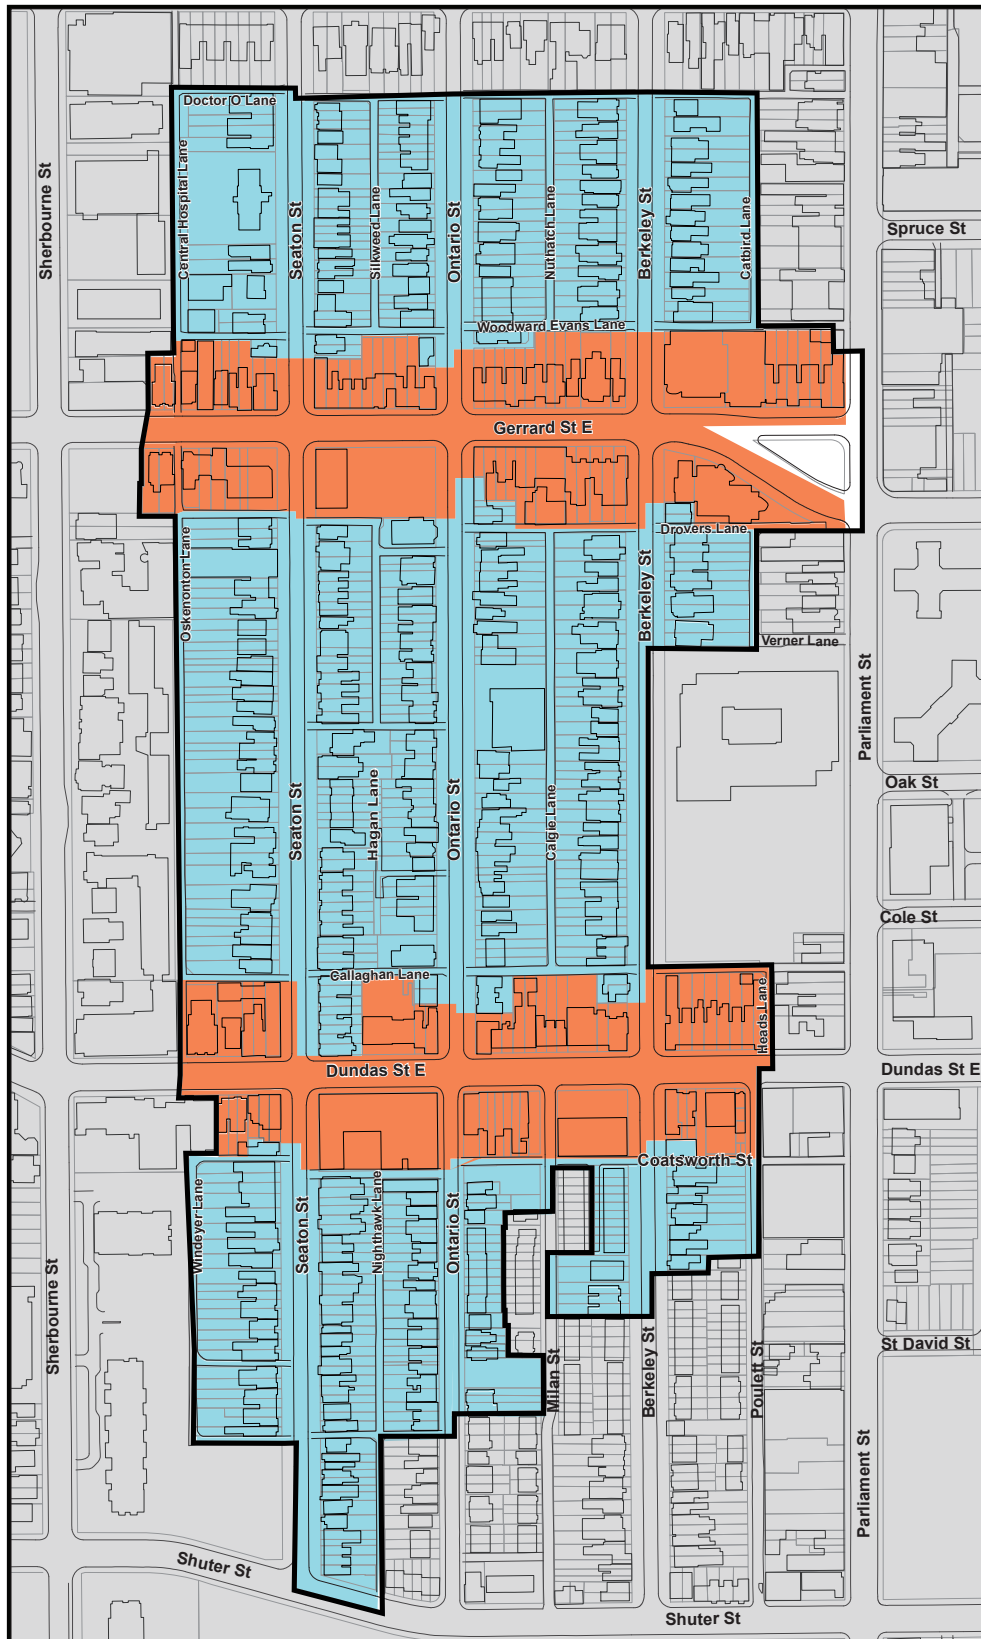 Doctor O Lane
Central Hospital Lane
Sherbourne St
Seaton St
Silkweed Lane
Ontario St
Nuthatch Lane
Berkeley St
Catbird Lane
Spruce St
Woodward Evans Lane
Gerrard St E
Drovers Lane
Oskenonton Lane
Berkeley St
Verner Lane
Parliament St
Oak St
Seaton St
Hagan Lane
Ontario St
Calgie Lane
Cole St
Callaghan Lane
Heads Lane
Dundas St E
Dundas St E
Coatsworth St
Windeyer Lane
Seaton St
Nighthawk Lane
Ontario St
Sherbourne St
Milan St
Berkeley St
Poulett St
St David St
Parliament St
Shuter St
Shuter St